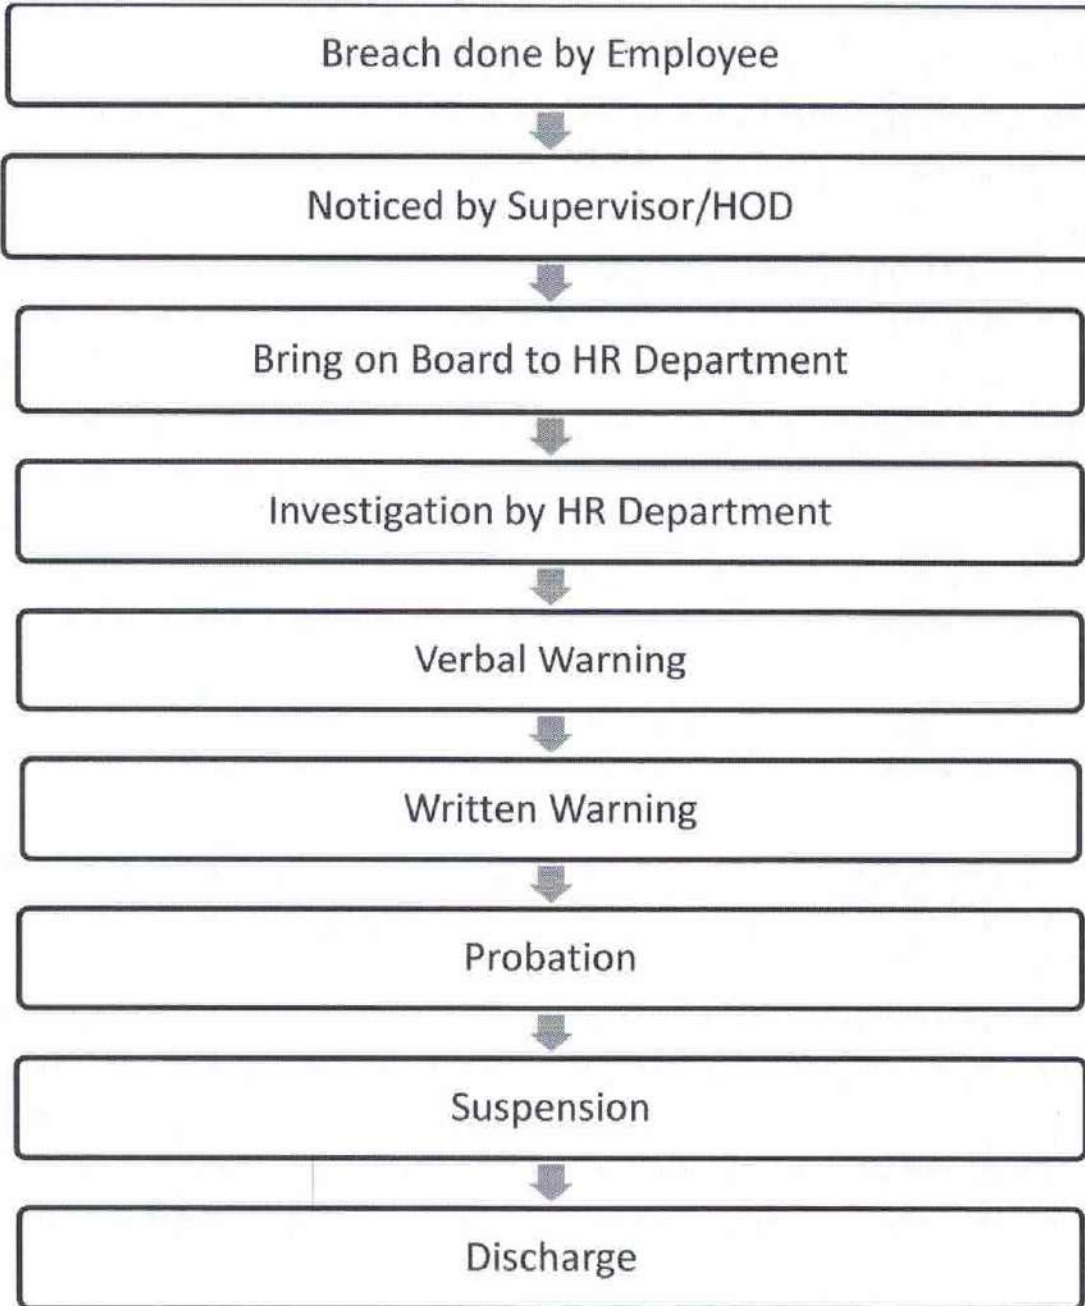 Breach done by Employee
Noticed by Supervisor/HOD
Bring on Board to HR Department
Investigation by HR Department
Verbal Warning
Written Warning
Probation
Suspension
Discharge